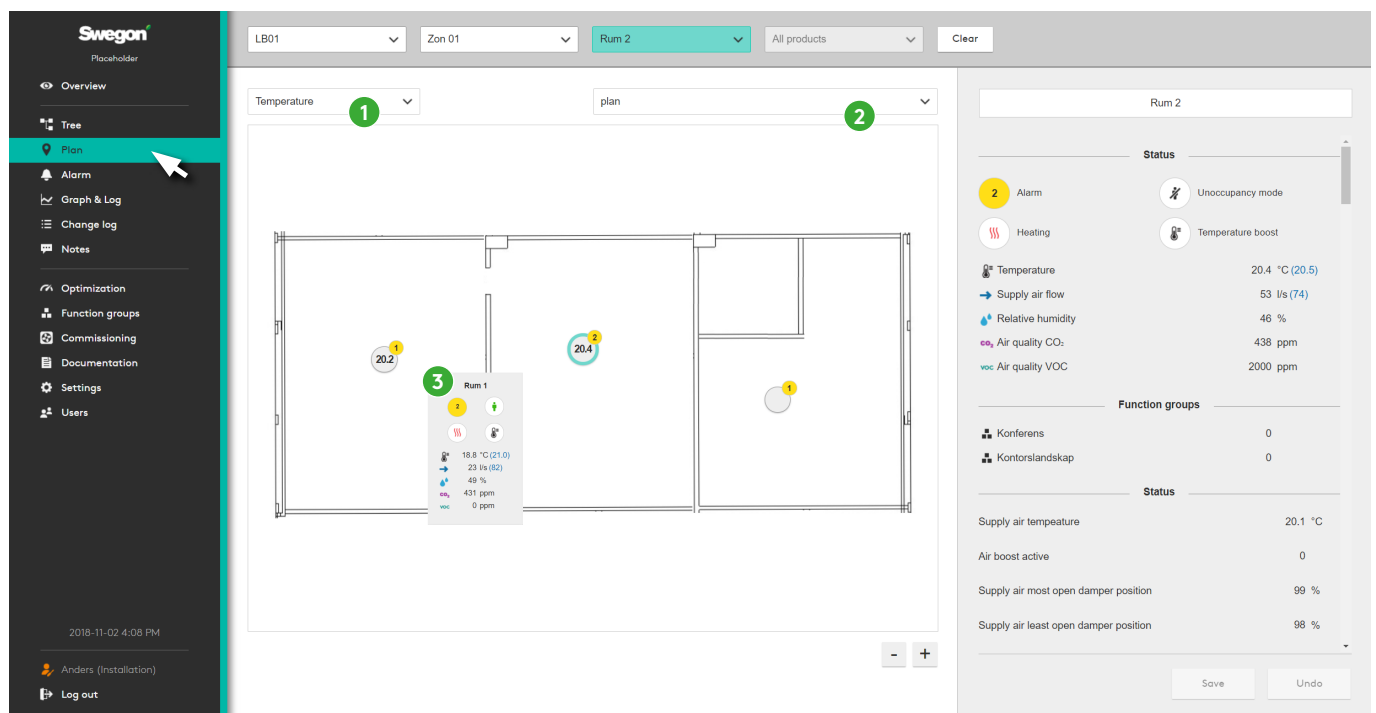 Swegon
Placeholder
Overview
Tree
Plan
Alarm
Graph & Log
Change log
Notes
Optimization
Function groups
Commissioning
Documentation
Settings
Users
2018-11-02 4:08 PM
Anders (Installation)
Log out
LB01
Zon 01
Rum 2
All products
Clear
Temperature
1
plan
2
20.2
1
20.4
2
1
3
Rum 1
2
18.8 °C (21.0)
23 l/s (82)
49 %
co₂ 431 ppm
voc 0 ppm
- +
Rum 2
Status
2 Alarm
Unoccupancy mode
Heating
Temperature boost
Temperature 20.4 °C (20.5)
Supply air flow 53 l/s (74)
Relative humidity 46 %
co₂ Air quality CO₂ 438 ppm
voc Air quality VOC 2000 ppm
Function groups
Konferens 0
Kontorslandskap 0
Status
Supply air tempeature 20.1 °C
Air boost active 0
Supply air most open damper position 99 %
Supply air least open damper position 98 %
Save
Undo